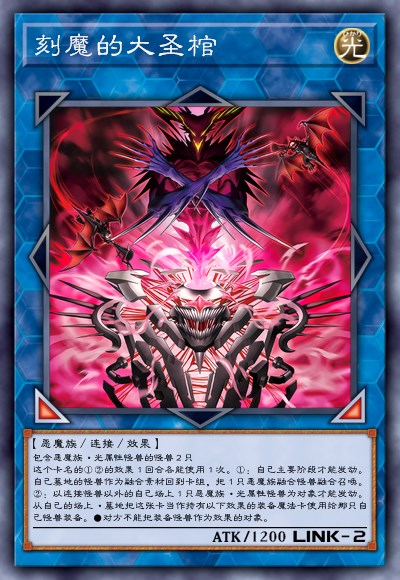 刻魔的大圣棺
光
【恶魔族／连接／效果】
包含恶魔族·光属性怪兽的怪兽2只
这个卡名的①②的效果1回合各能使用1次。①：自己主要阶段才能发动。
自己墓地的怪兽作为融合素材回到卡组，把1只恶魔族融合怪兽融合召唤。
②：以连接怪兽以外的自己场上1只恶魔族·光属性怪兽为对象才能发动。
从自己的场上·墓地把这张卡当作持有以下效果的装备魔法卡使用给那只自
己怪兽装备。●对方不能把装备怪兽作为效果的对象。
ATK/1200 LINK-2